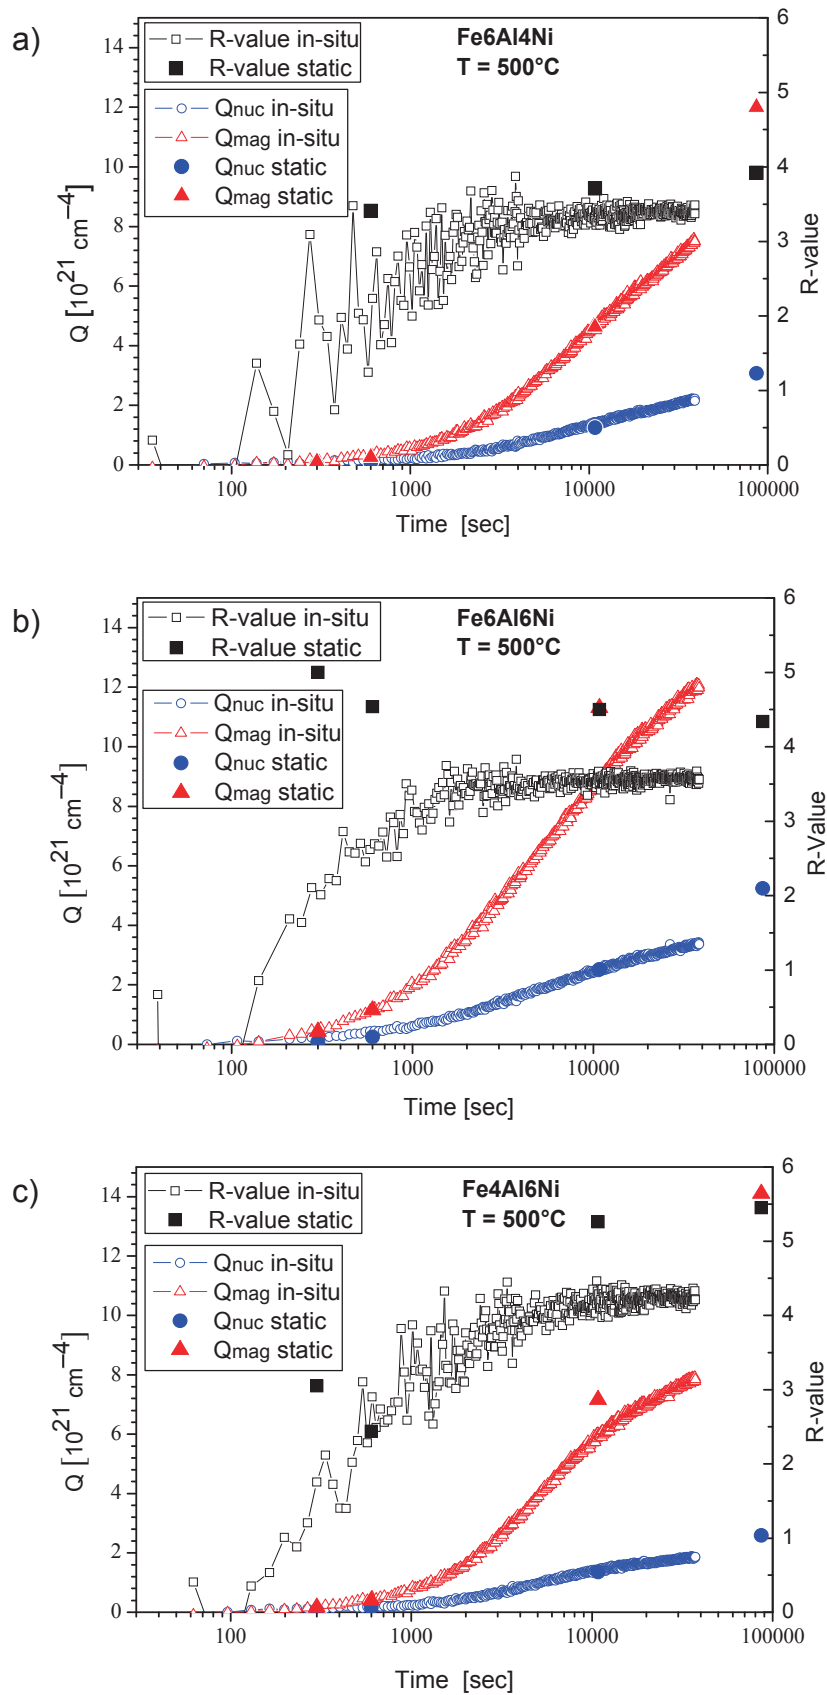 a)
R-value in-situ
R-value static
Qnuc in-situ
Qmag in-situ
Qnuc static
Qmag static
Fe6Al4Ni
T = 500°C
Q [10^21 cm^−4]
14
12
10
8
6
4
2
0
R-value
6
5
4
3
2
1
0
100
1000
10000
100000
Time [sec]
b)
R-value in-situ
R-value static
Qnuc in-situ
Qmag in-situ
Qnuc static
Qmag static
Fe6Al6Ni
T = 500°C
Q [10^21 cm^−4]
14
12
10
8
6
4
2
0
R-Value
6
5
4
3
2
1
0
100
1000
10000
100000
Time [sec]
c)
R-value in-situ
R-value static
Qnuc in-situ
Qmag in-situ
Qnuc static
Qmag static
Fe4Al6Ni
T = 500°C
Q [10^21 cm^−4]
14
12
10
8
6
4
2
0
R-value
6
5
4
3
2
1
0
100
1000
10000
100000
Time [sec]